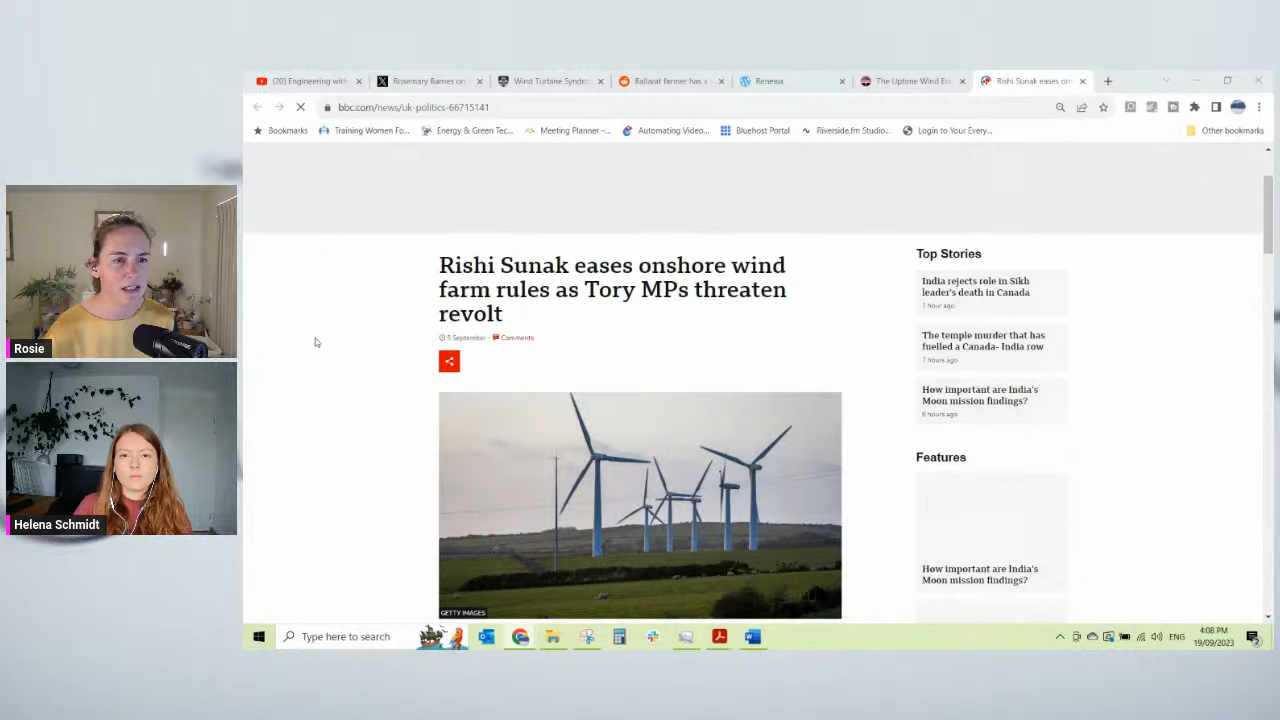 (20) Engineering with
Rosemary Barnes on
Wind Turbine Syndro
Ballarat farmer has a
Renewa
The Uptime Wind En
Rishi Sunak eases on
bbc.com/news/uk-politics-66715141
Bookmarks
Training Women Fo...
Energy & Green Tec...
Meeting Planner –...
Automating Video...
Bluehost Portal
Riverside.fm Studio...
Login to Your Every...
Other bookmarks
Rishi Sunak eases onshore wind
farm rules as Tory MPs threaten
revolt
5 September
Comments
GETTY IMAGES
Top Stories
India rejects role in Sikh
leader's death in Canada
1 hour ago
The temple murder that has
fuelled a Canada- India row
7 hours ago
How important are India's
Moon mission findings?
6 hours ago
Features
How important are India's
Moon mission findings?
Rosie
Helena Schmidt
Type here to search
ENG
4:08 PM
19/09/2023